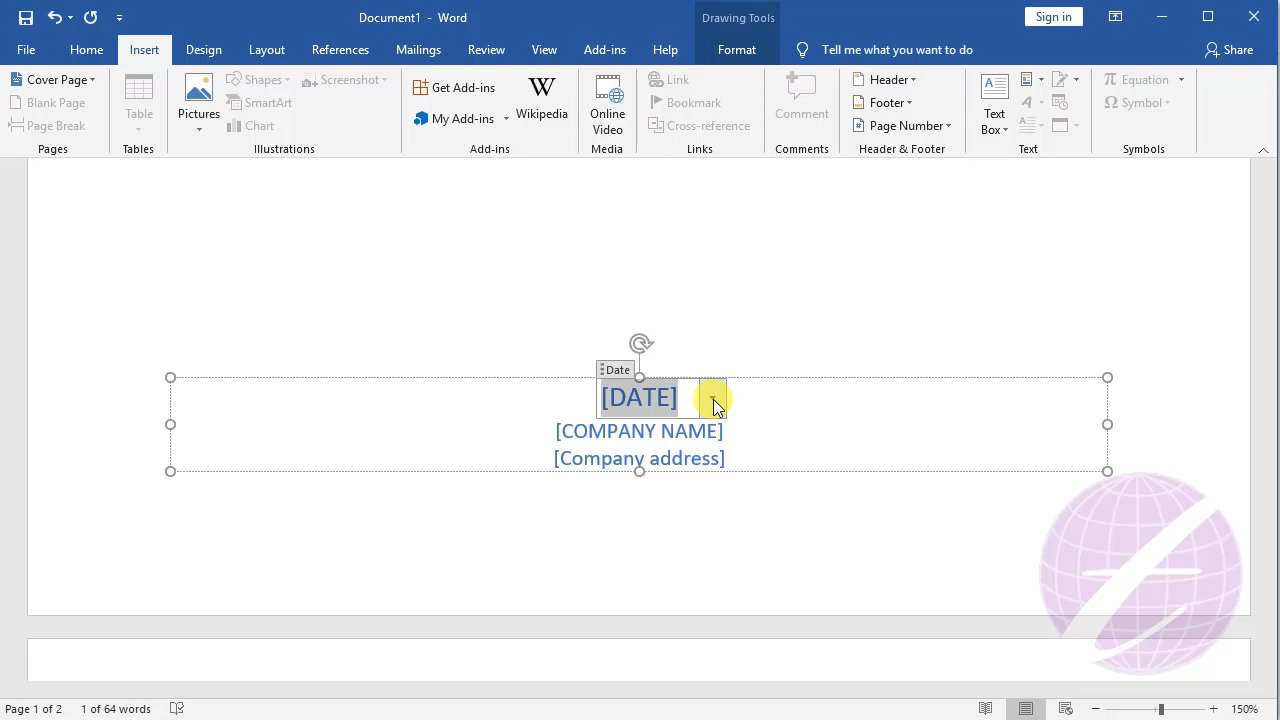 Document1 - Word
Drawing Tools
Sign in
File
Home
Insert
Design
Layout
References
Mailings
Review
View
Add-ins
Help
Format
Tell me what you want to do
Share
Cover Page
Blank Page
Page Break
Pages
Table
Tables
Pictures
Shapes
SmartArt
Chart
Screenshot
Illustrations
Get Add-ins
My Add-ins
W
Wikipedia
Add-ins
Online
Video
Media
Link
Bookmark
Cross-reference
Links
Comment
Comments
Header
Footer
Page Number
Header & Footer
Text
Box
Text
Equation
Symbol
Symbols
Date
[DATE]
[COMPANY NAME]
[Company address]
Page 1 of 2
1 of 64 words
150%